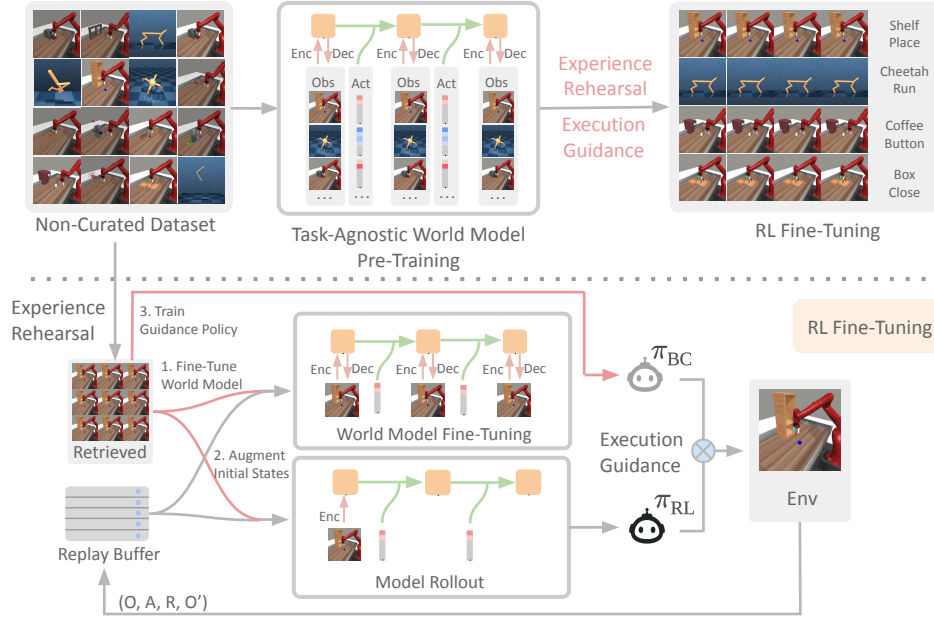 Enc
Dec
Enc
Dec
Enc
Dec
Obs
Act
Obs
Act
Obs
...
...
...
...
...
Non-Curated Dataset
Task-Agnostic World Model
Pre-Training
Experience
Rehearsal
Execution
Guidance
Shelf
Place
Cheetah
Run
Coffee
Button
Box
Close
RL Fine-Tuning
Experience
Rehearsal
3. Train
Guidance Policy
1. Fine-Tune
World Model
Retrieved
2. Augment
Initial States
Replay Buffer
(O, A, R, O’)
Enc
Dec
Enc
Dec
Enc
Dec
World Model Fine-Tuning
Enc
Model Rollout
πBC
Execution
Guidance
πRL
RL Fine-Tuning
Env